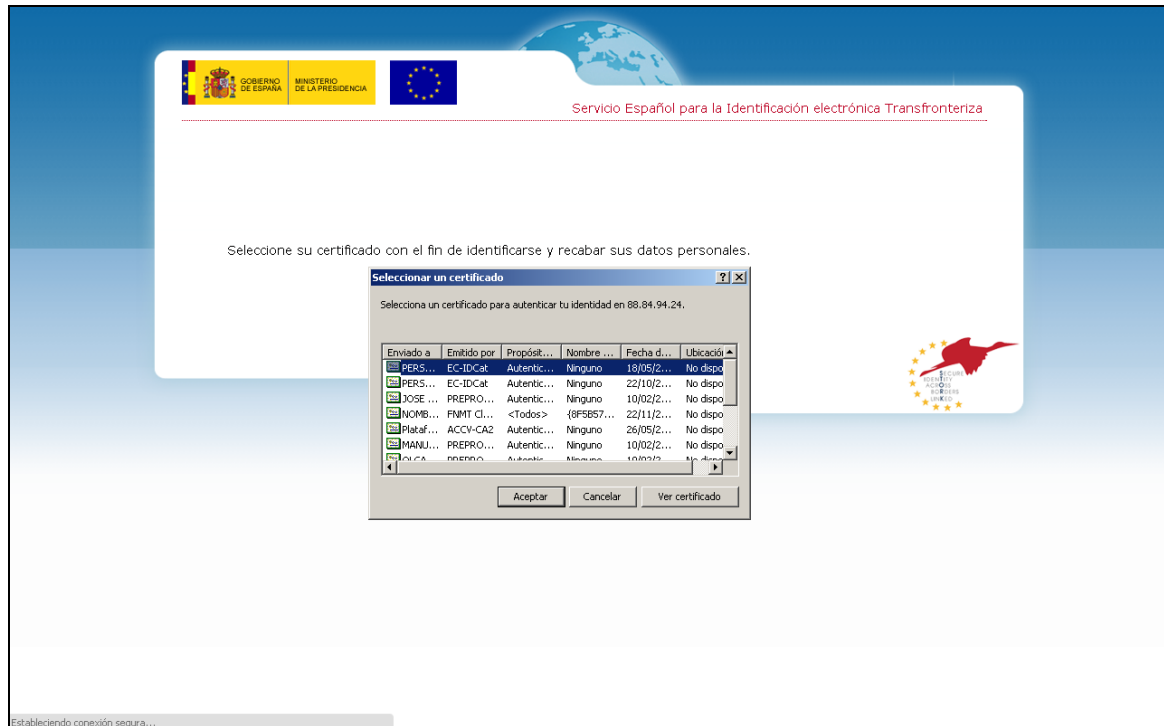 GOBIERNO
DE ESPAÑA
MINISTERIO
DE LA PRESIDENCIA
Servicio Español para la Identificación electrónica Transfronteriza
Seleccione su certificado con el fin de identificarse y recabar sus datos personales.
Seleccionar un certificado
Selecciona un certificado para autenticar tu identidad en 88.84.94.24.
Enviado a Emitido por Propósit... Nombre ... Fecha d... Ubicación
PERS... EC-IDCat Autentic... Ninguno 18/05/2... No dispo
PERS... EC-IDCat Autentic... Ninguno 22/10/2... No dispo
JOSE ... PREPRO... Autentic... Ninguno 10/02/2... No dispo
NOMB... FNMT Cl... <Todos> {8F5B57... 22/11/2... No dispo
Plataf... ACCV-CA2 Autentic... Ninguno 26/05/2... No dispo
MANU... PREPRO... Autentic... Ninguno 10/02/2... No dispo
Aceptar Cancelar Ver certificado
SECURE
IDENTITY
ACROSS
BORDERS
LINKED
Estableciendo conexión segura...